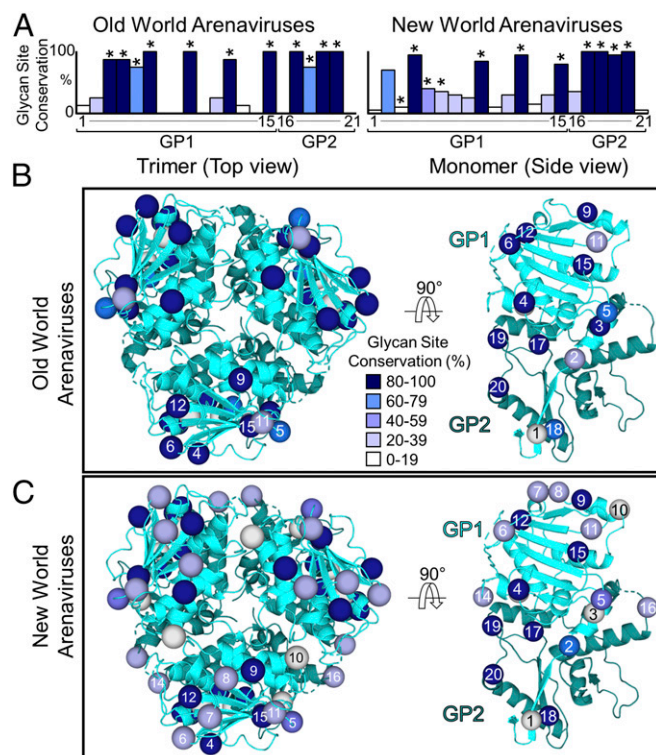 A
Old World Arenaviruses
New World Arenaviruses
Glycan Site
Conservation
%
100
0
* * * * * * * * * * *
* * * * * * * * * * *
1 15 16 21
1 15 16 21
GP1 GP2
GP1 GP2
Trimer (Top view)
Monomer (Side view)
B
Old World
Arenaviruses
9
12
15
11
5
6
4
90°
Glycan Site
Conservation (%)
80-100
60-79
40-59
20-39
0-19
GP1
GP2
9
12
6
11
15
4
5
3
19
17
2
20
1
18
C
New World
Arenaviruses
10
9
8
14
16
12
7
15
11
5
6
4
90°
GP1
GP2
7
8
9
10
12
6
11
15
4
14
5
3
16
19
17
2
20
1
18